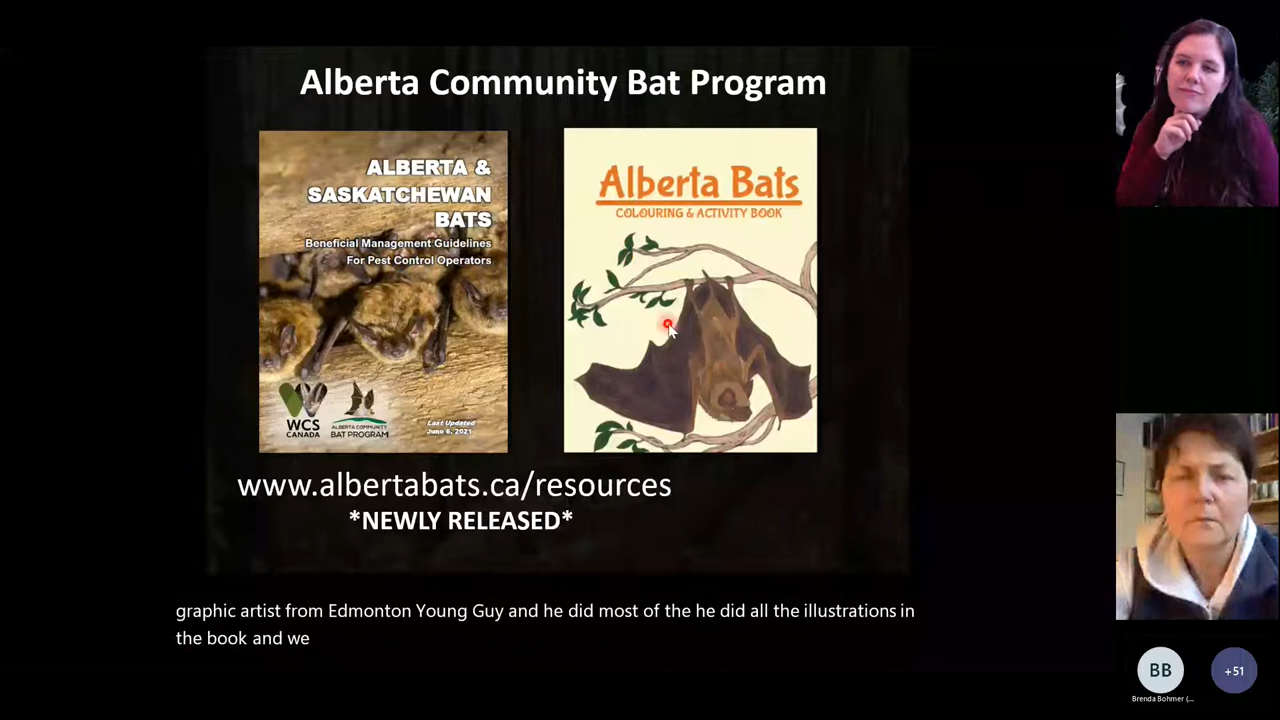 Alberta Community Bat Program
ALBERTA &
SASKATCHEWAN
BATS
Beneficial Management Guidelines
For Pest Control Operators
WCS
CANADA
ALBERTA COMMUNITY
BAT PROGRAM
Last Updated
June 6, 2021
Alberta Bats
COLOURING & ACTIVITY BOOK
www.albertabats.ca/resources
*NEWLY RELEASED*
graphic artist from Edmonton Young Guy and he did most of the he did all the illustrations in
the book and we
BB
+51
Brenda Bohmer (...